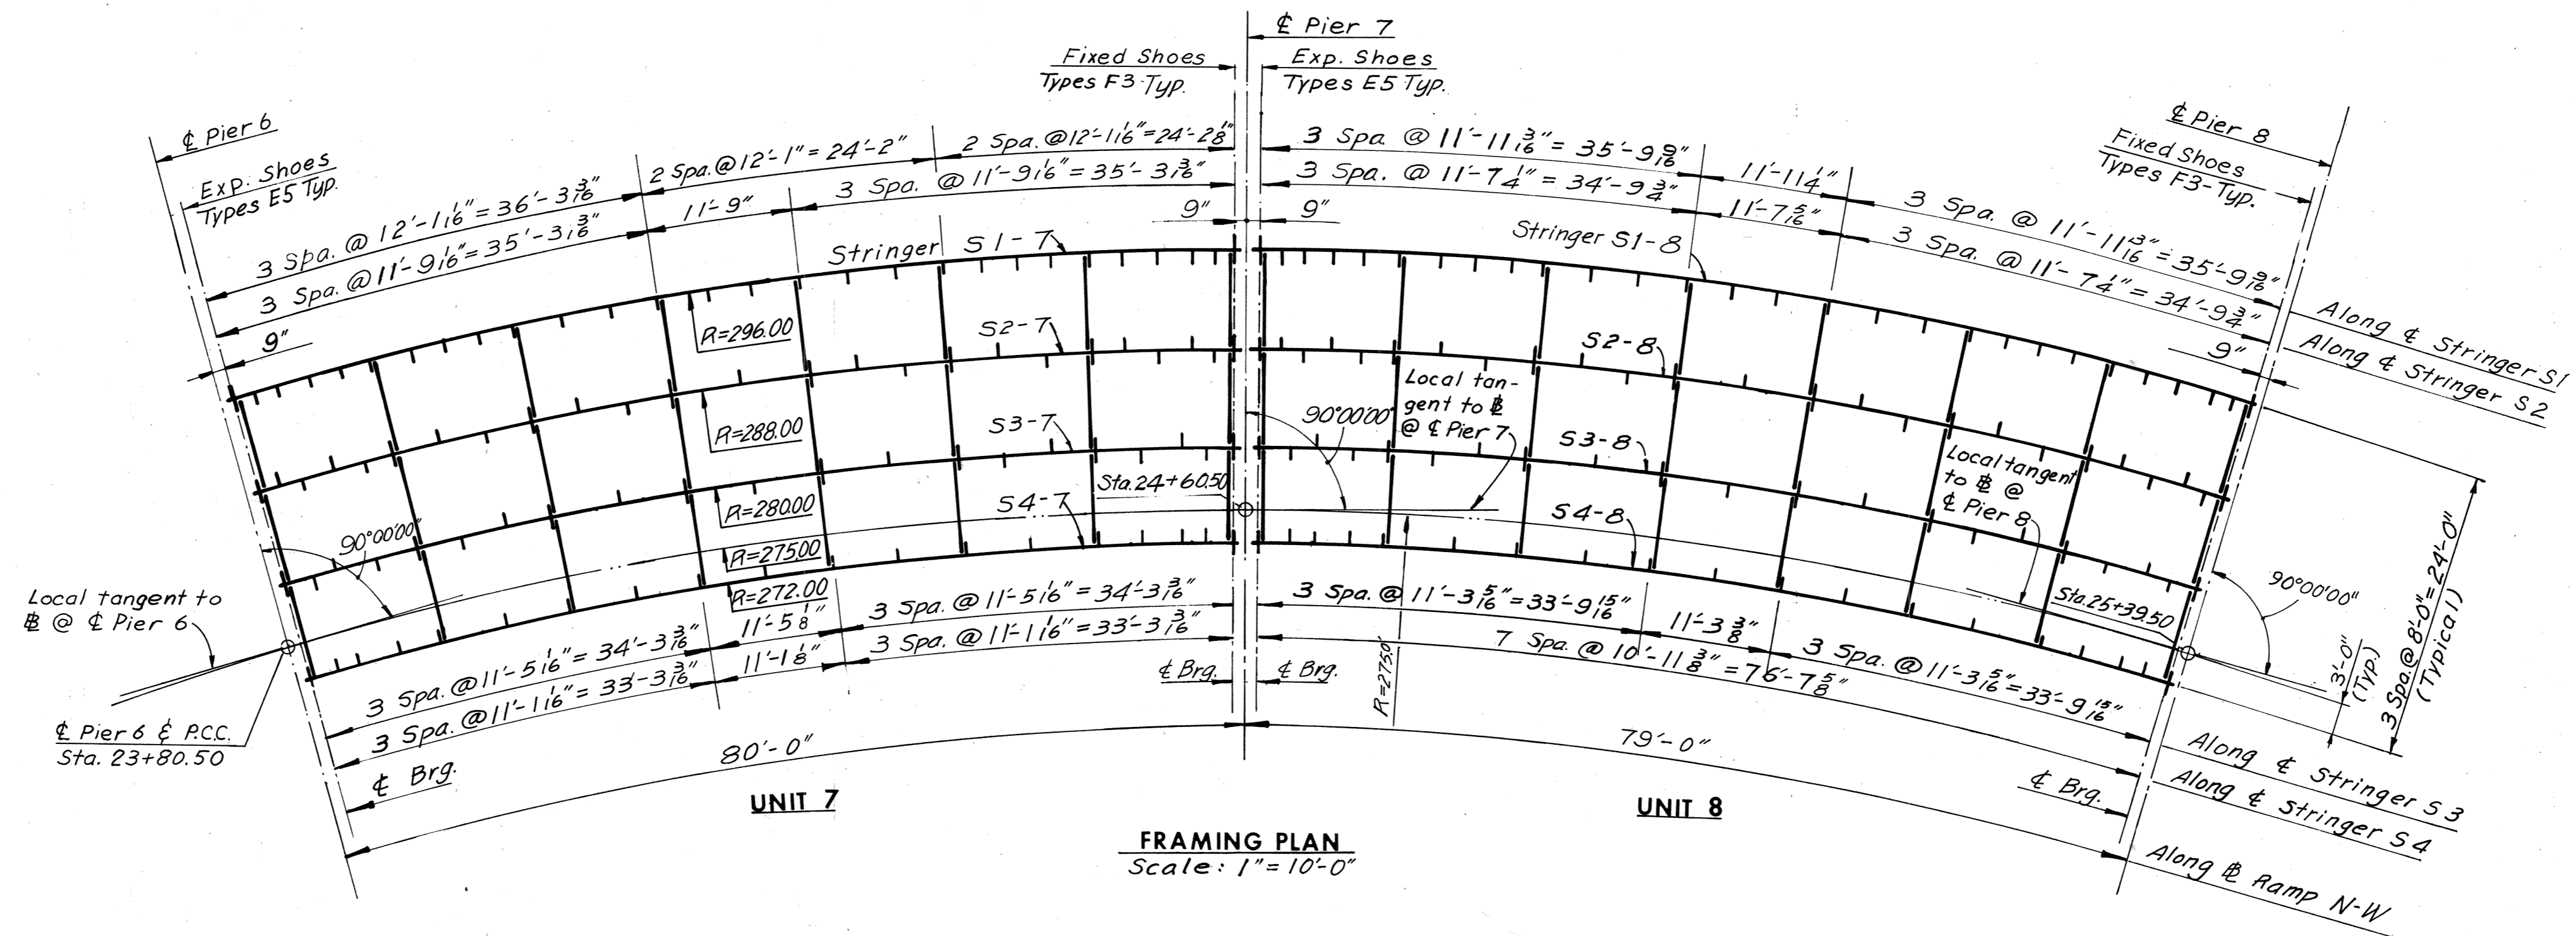 ₵ Pier 7
Fixed Shoes
Types F3-Typ.
Exp. Shoes
Types E5 Typ.
₵ Pier 6
Exp. Shoes
Types E5 Typ.
₵ Pier 8
Fixed Shoes
Types F3-Typ.
3 Spa. @ 12'-1 1/16" = 36'-3 3/16"
2 Spa. @ 12'-1" = 24'-2"
2 Spa. @ 12'-1 1/16" = 24'-2 1/8"
3 Spa. @ 11'-11 3/16" = 35'-9 9/16"
11'-11 1/4"
3 Spa. @ 11'-11 3/16" = 35'-9 9/16"
3 Spa. @ 11'-9 1/16" = 35'-3 3/16"
11'-9"
3 Spa. @ 11'-9 1/16" = 35'-3 3/16"
3 Spa. @ 11'-7 1/4" = 34'-9 3/4"
11'-7 5/16"
3 Spa. @ 11'-7 1/4" = 34'-9 3/4"
9"
9"
9"
9"
Along ₵ Stringer S1
Along ₵ Stringer S2
Stringer S1-7
Stringer S1-8
R=296.00
S2-7
S2-8
R=288.00
S3-7
S3-8
R=280.00
S4-7
S4-8
R=275.00
R=272.00
Local tan-
gent to ​B̵L
@ ₵ Pier 7
90°00'00"
Sta. 24+60.50
Local tangent
to B̵L @
₵ Pier 8
Sta. 25+39.50
90°00'00"
90°00'00"
Local tangent to
B̵L @ ₵ Pier 6
₵ Pier 6 & P.C.C.
Sta. 23+80.50
3'-0"
(Typ.)
3 Spa. @ 8'-0" = 24'-0"
(Typical)
3 Spa. @ 11'-5 1/16" = 34'-3 3/16"
11'-5 1/8"
3 Spa. @ 11'-5 1/16" = 34'-3 3/16"
3 Spa. @ 11'-3 5/16" = 33'-9 15/16"
11'-3 3/8"
3 Spa. @ 11'-3 5/16" = 33'-9 15/16"
3 Spa. @ 11'-1 1/16" = 33'-3 3/16"
11'-1 1/8"
3 Spa. @ 11'-1 1/16" = 33'-3 3/16"
7 Spa. @ 10'-11 3/8" = 76'-7 5/8"
R=275.0'
₵ Brg.
₵ Brg.
₵ Brg.
₵ Brg.
80'-0"
79'-0"
Along ₵ Stringer S3
Along ₵ Stringer S4
Along B̵L Ramp N-W
UNIT 7
UNIT 8
FRAMING PLAN
Scale: 1" = 10'-0"